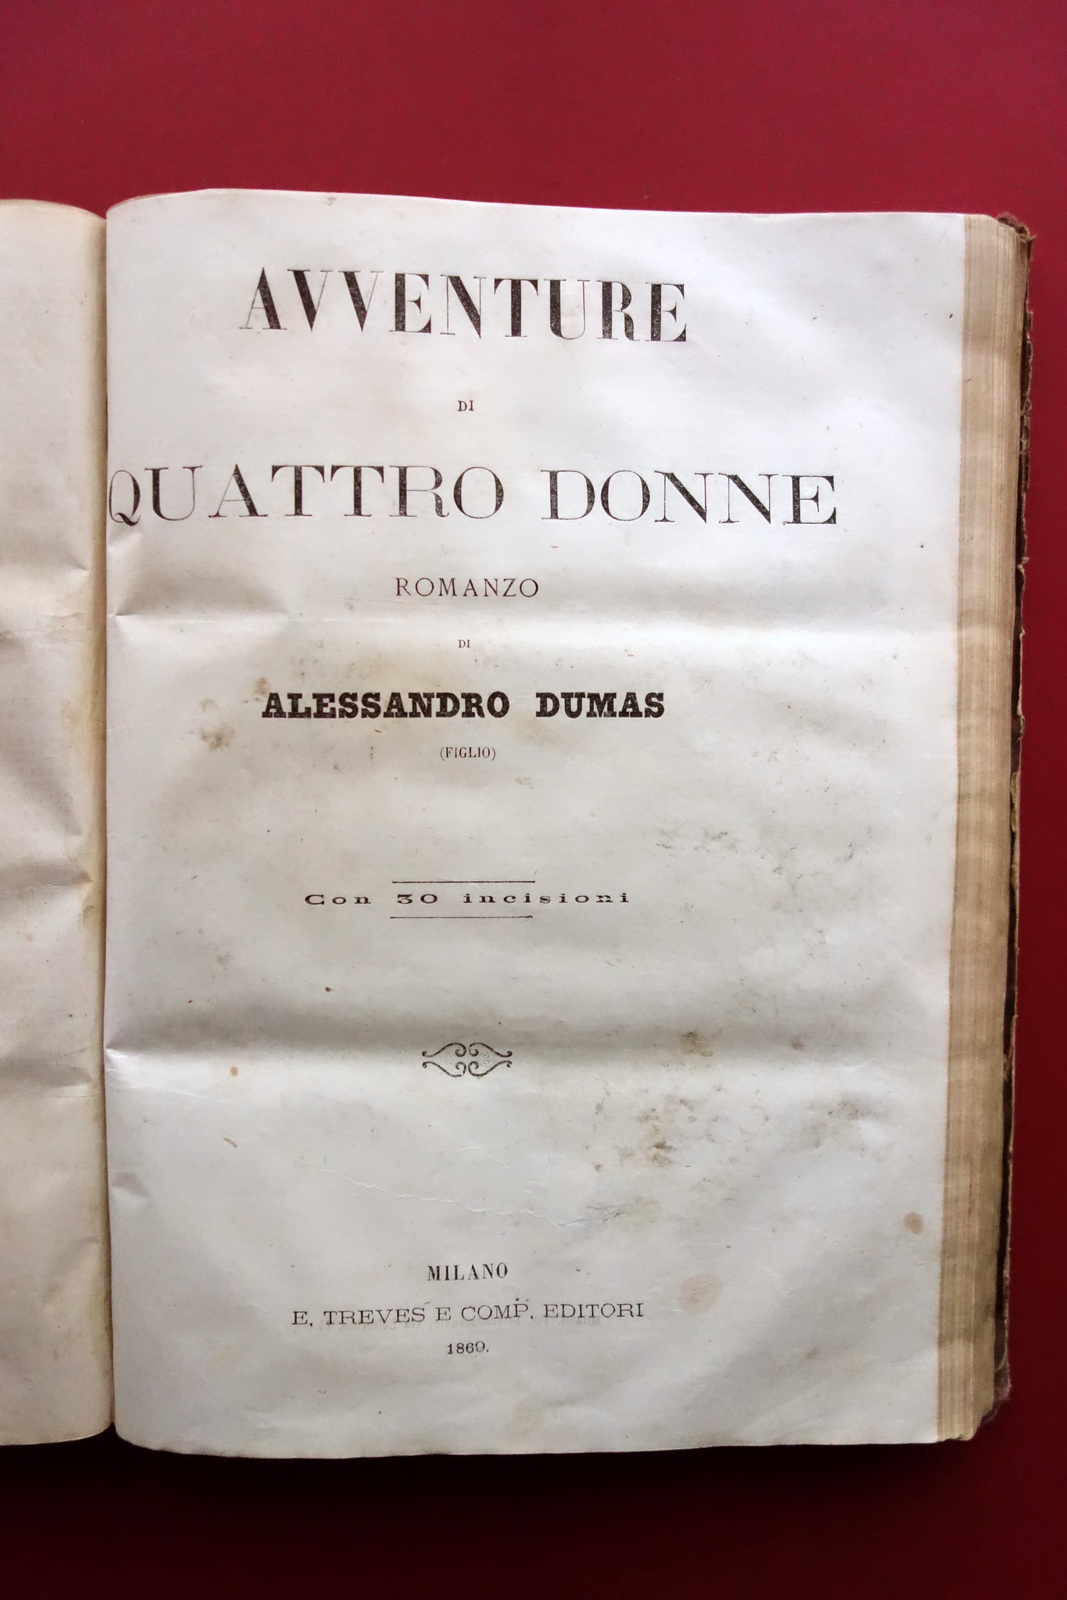 AVVENTURE
DI
QUATTRO DONNE
ROMANZO
DI
ALESSANDRO DUMAS
(FIGLIO)
Con 30 incisioni
MILANO
E. TREVES E COMP. EDITORI
1869.